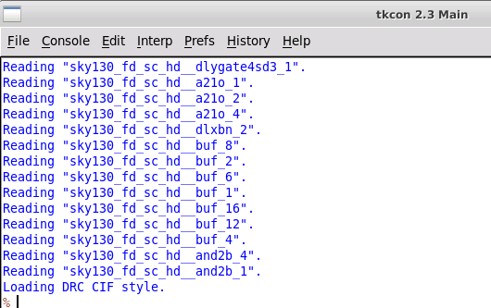 tkcon 2.3 Main
File Console Edit Interp Prefs History Help
Reading "sky130_fd_sc_hd__dlygate4sd3_1".
Reading "sky130_fd_sc_hd__a21o_1".
Reading "sky130_fd_sc_hd__a21o_2".
Reading "sky130_fd_sc_hd__a21o_4".
Reading "sky130_fd_sc_hd__dlxbn_2".
Reading "sky130_fd_sc_hd__buf_8".
Reading "sky130_fd_sc_hd__buf_2".
Reading "sky130_fd_sc_hd__buf_6".
Reading "sky130_fd_sc_hd__buf_1".
Reading "sky130_fd_sc_hd__buf_16".
Reading "sky130_fd_sc_hd__buf_12".
Reading "sky130_fd_sc_hd__buf_4".
Reading "sky130_fd_sc_hd__and2b_4".
Reading "sky130_fd_sc_hd__and2b_1".
Loading DRC CIF style.
%